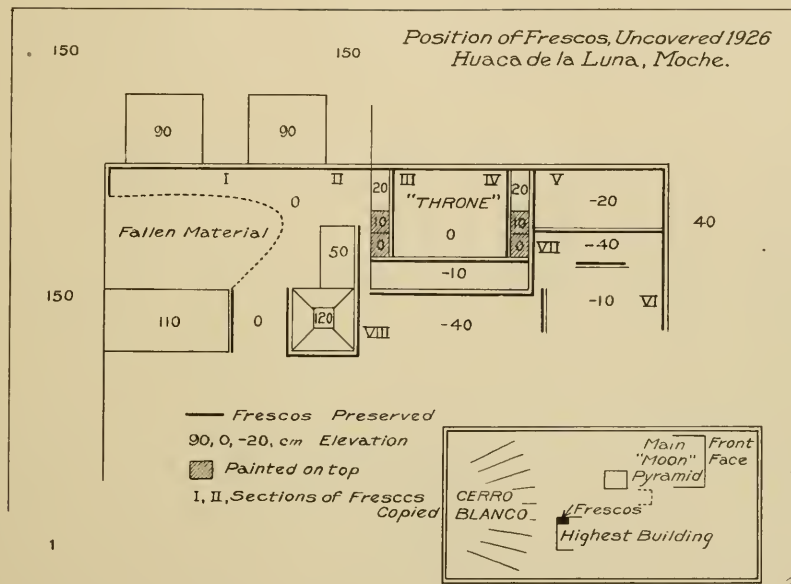 Position of Frescos, Uncovered 1926
Huaca de la Luna, Moche.
150
150
90
90
I
II
III
IV
V
20
20
-20
0
"THRONE"
10
10
40
Fallen Material
0
0
0
VII
-40
50
-10
150
-10
VI
110
0
120
VIII
-40
Frescos Preserved
90, 0, -20, cm Elevation
Painted on top
I, II, Sections of Frescos
Copied
Main
"Moon"
Pyramid
Front
Face
CERRO
BLANCO
Frescos
Highest Building
1